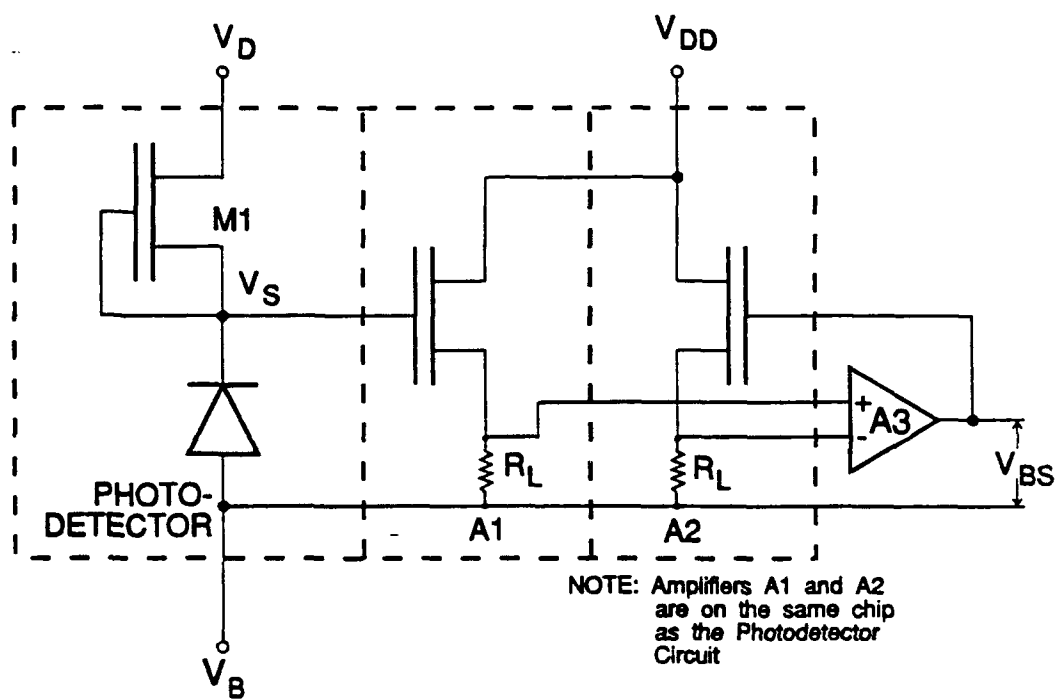 V_D
V_DD
M1
V_S
+
A3
-
V_BS
R_L
R_L
PHOTO-
DETECTOR
A1
A2
NOTE: Amplifiers A1 and A2
are on the same chip
as the Photodetector
Circuit
V_B